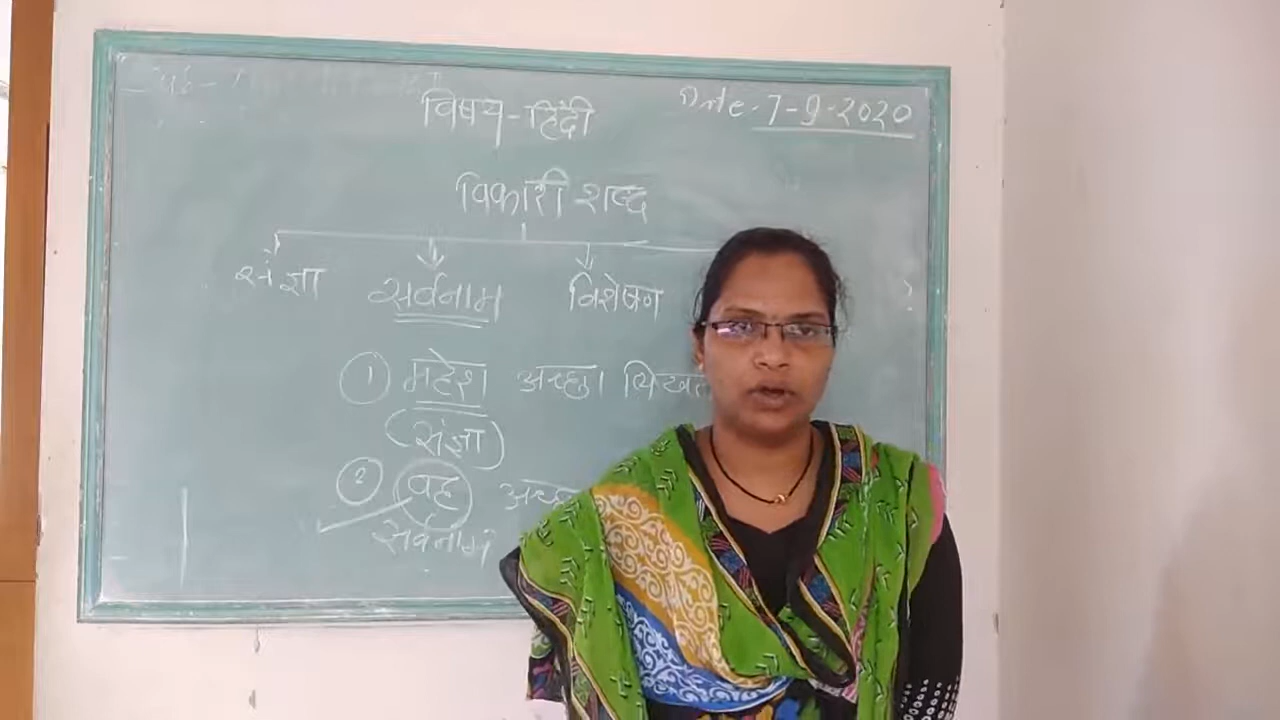 विषय-हिंदी
Date.7-9-2020
विकारी शब्द
संज्ञा सर्वनाम विशेषण
1 महेश अच्छा
(संज्ञा)
2 वह
सर्वनाम